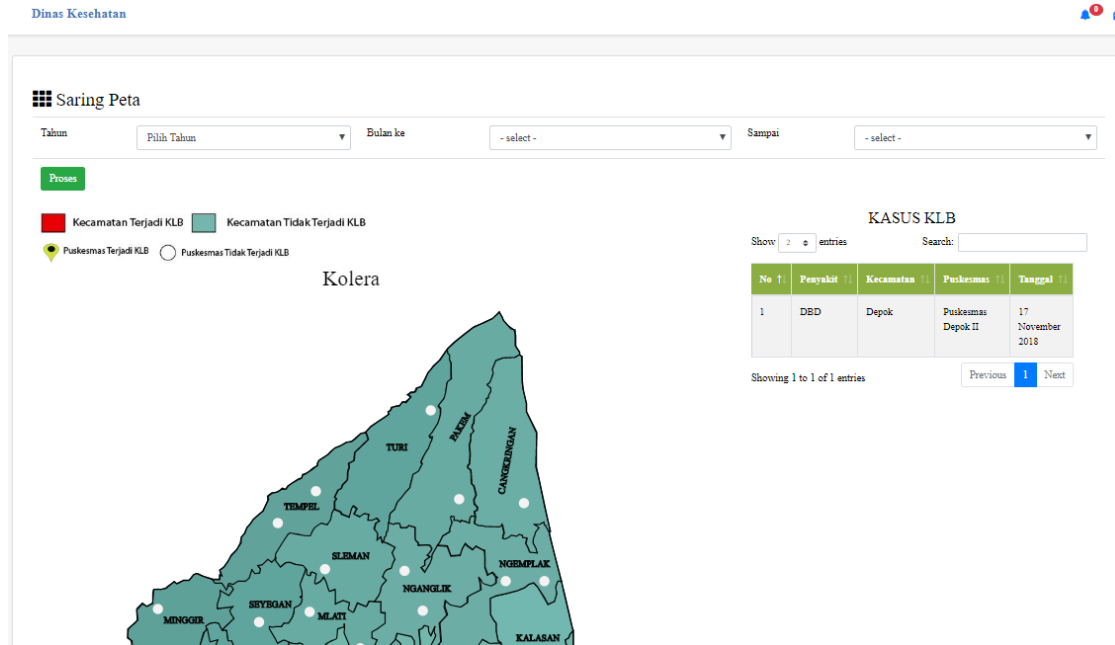 Dinas Kesehatan
0
Saring Peta
Tahun Pilih Tahun Bulan ke - select - Sampai - select -
Proses
Kecamatan Terjadi KLB Kecamatan Tidak Terjadi KLB
Puskesmas Terjadi KLB Puskesmas Tidak Terjadi KLB
Kolera
KASUS KLB
Show 2 entries Search:
No Penyakit Kecamatan Puskesmas Tanggal
1 DBD Depok Puskesmas 17
Depok II November
2018
Showing 1 to 1 of 1 entries Previous 1 Next
PAKEM
TURI
CANGKRINGAN
TEMPEL
SLEMAN
NGEMPLAK
NGANGLIK
SEYEGAN
MLATI
MINGGIR
KALASAN